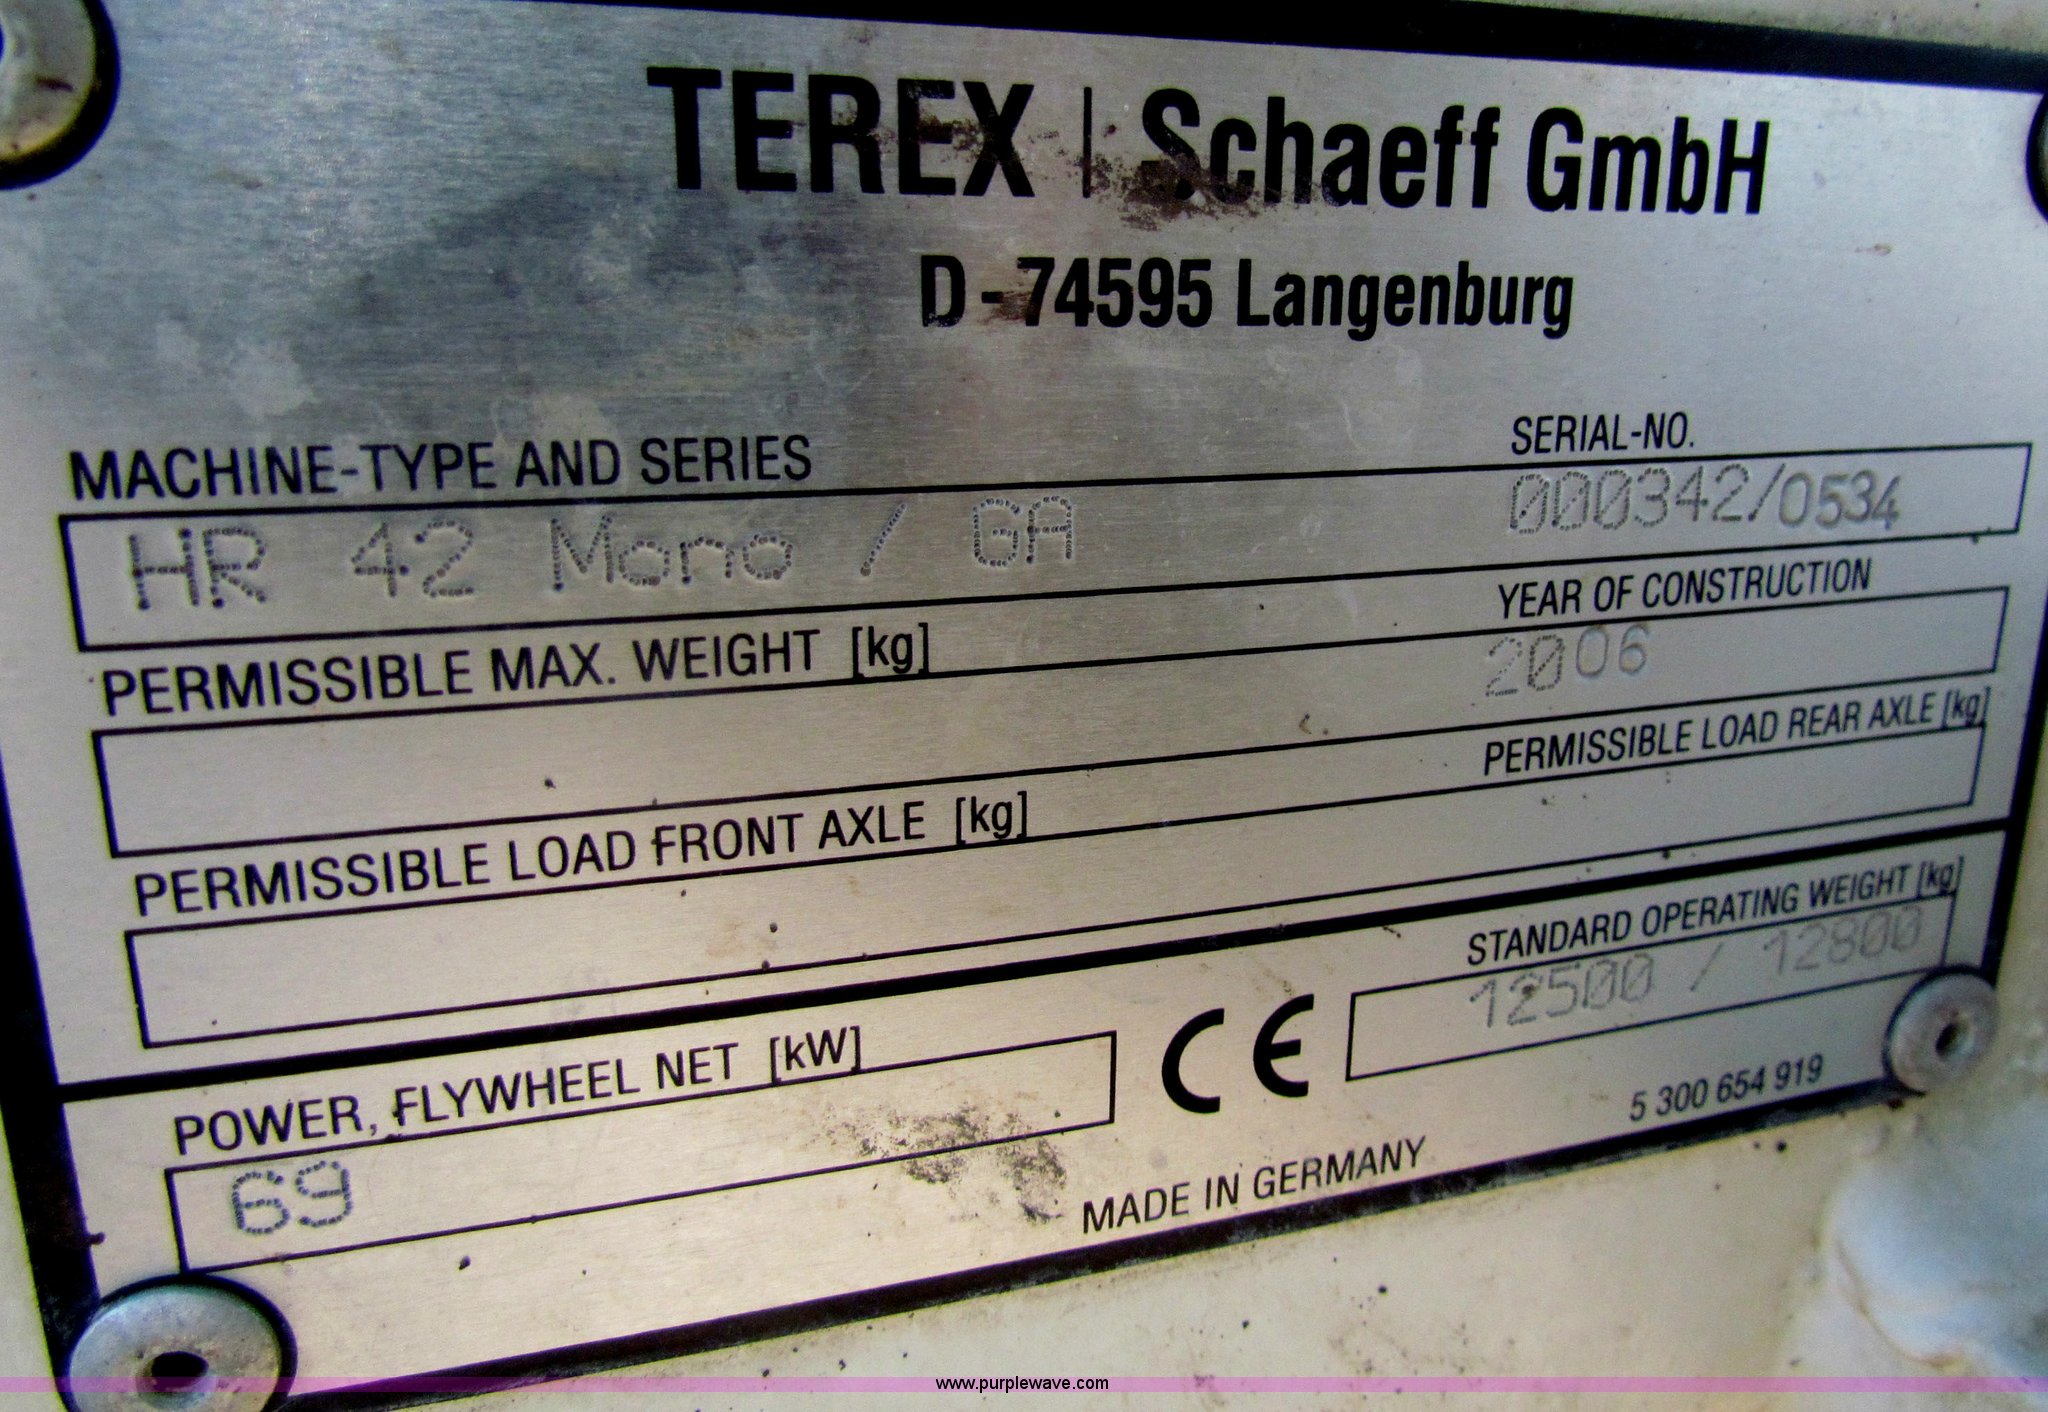 TEREX | Schaeff GmbH
D - 74595 Langenburg
MACHINE-TYPE AND SERIES
SERIAL-NO.
HR 42 Mono / GA
000342/0534
PERMISSIBLE MAX. WEIGHT [kg]
YEAR OF CONSTRUCTION
2006
PERMISSIBLE LOAD FRONT AXLE [kg]
PERMISSIBLE LOAD REAR AXLE [kg]
STANDARD OPERATING WEIGHT [kg]
12500 / 12800
POWER, FLYWHEEL NET [kW]
CE
69
5 300 654 919
MADE IN GERMANY
www.purplewave.com